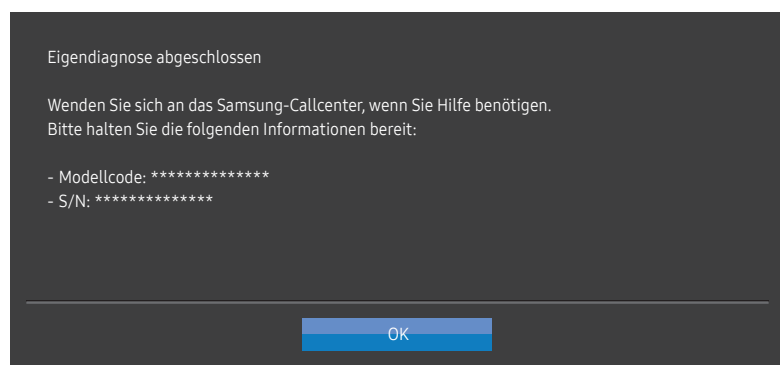 Eigendiagnose abgeschlossen
Wenden Sie sich an das Samsung-Callcenter, wenn Sie Hilfe benötigen.
Bitte halten Sie die folgenden Informationen bereit:
- Modellcode: **************
- S/N: **************
OK